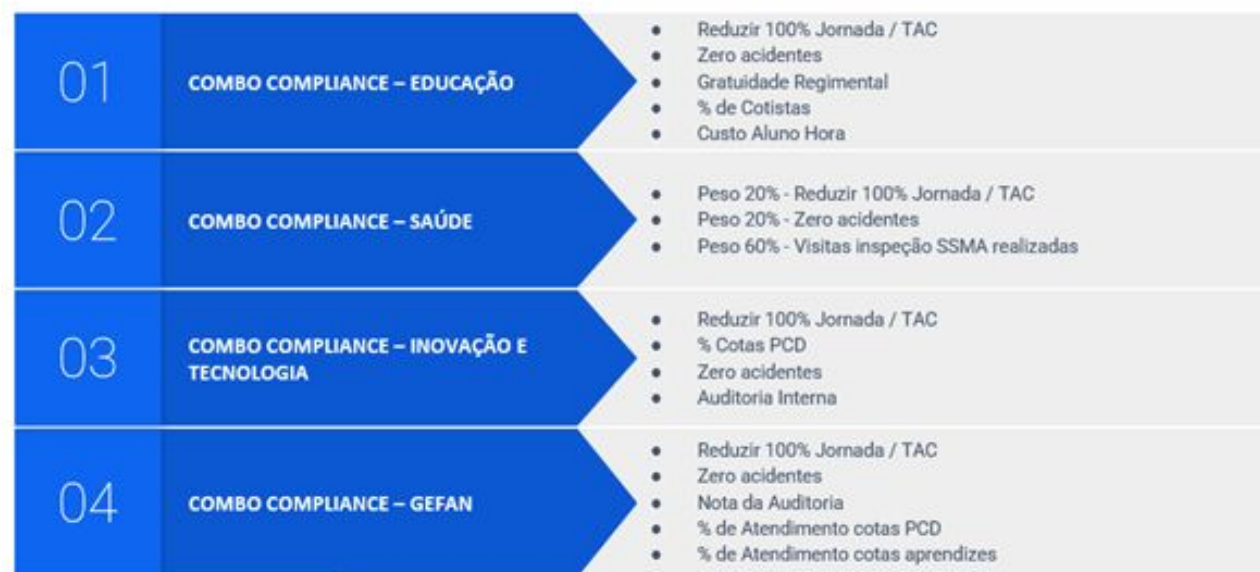 01
COMBO COMPLIANCE – EDUCAÇÃO
● Reduzir 100% Jornada / TAC
● Zero acidentes
● Gratuidade Regimental
● % de Cotistas
● Custo Aluno Hora
02
COMBO COMPLIANCE – SAÚDE
● Peso 20% - Reduzir 100% Jornada / TAC
● Peso 20% - Zero acidentes
● Peso 60% - Visitas inspeção SSMA realizadas
03
COMBO COMPLIANCE – INOVAÇÃO E
TECNOLOGIA
● Reduzir 100% Jornada / TAC
● % Cotas PCD
● Zero acidentes
● Auditoria Interna
04
COMBO COMPLIANCE – GEFAN
● Reduzir 100% Jornada / TAC
● Zero acidentes
● Nota da Auditoria
● % de Atendimento cotas PCD
● % de Atendimento cotas aprendizes